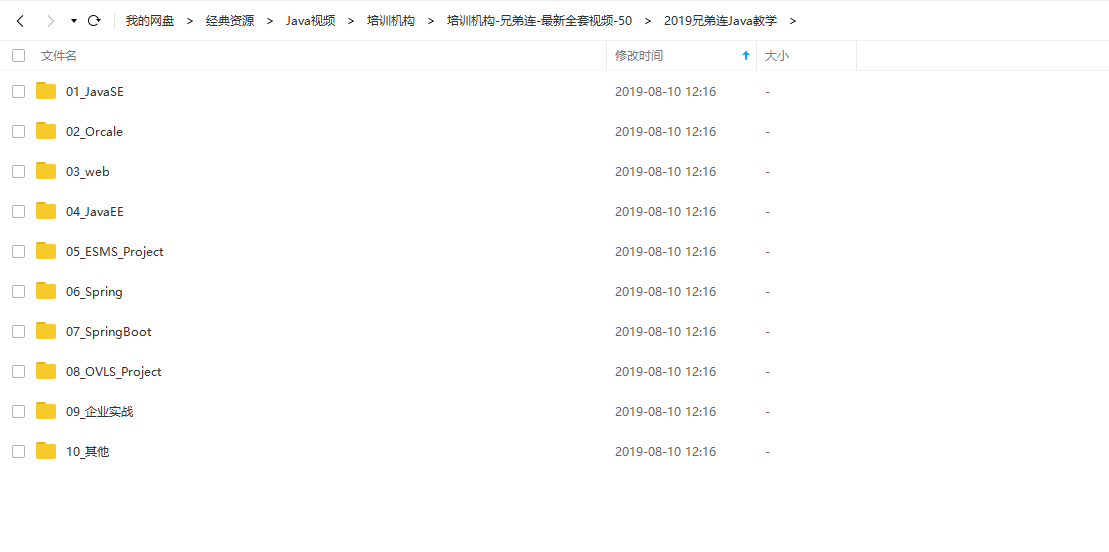 我的网盘 > 经典资源 > Java视频 > 培训机构 > 培训机构-兄弟连-最新全套视频-50 > 2019兄弟连Java教学 >
文件名 修改时间 大小
01_JavaSE 2019-08-10 12:16 -
02_Orcale 2019-08-10 12:16 -
03_web 2019-08-10 12:16 -
04_JavaEE 2019-08-10 12:16 -
05_ESMS_Project 2019-08-10 12:16 -
06_Spring 2019-08-10 12:16 -
07_SpringBoot 2019-08-10 12:16 -
08_OVLS_Project 2019-08-10 12:16 -
09_企业实战 2019-08-10 12:16 -
10_其他 2019-08-10 12:16 -